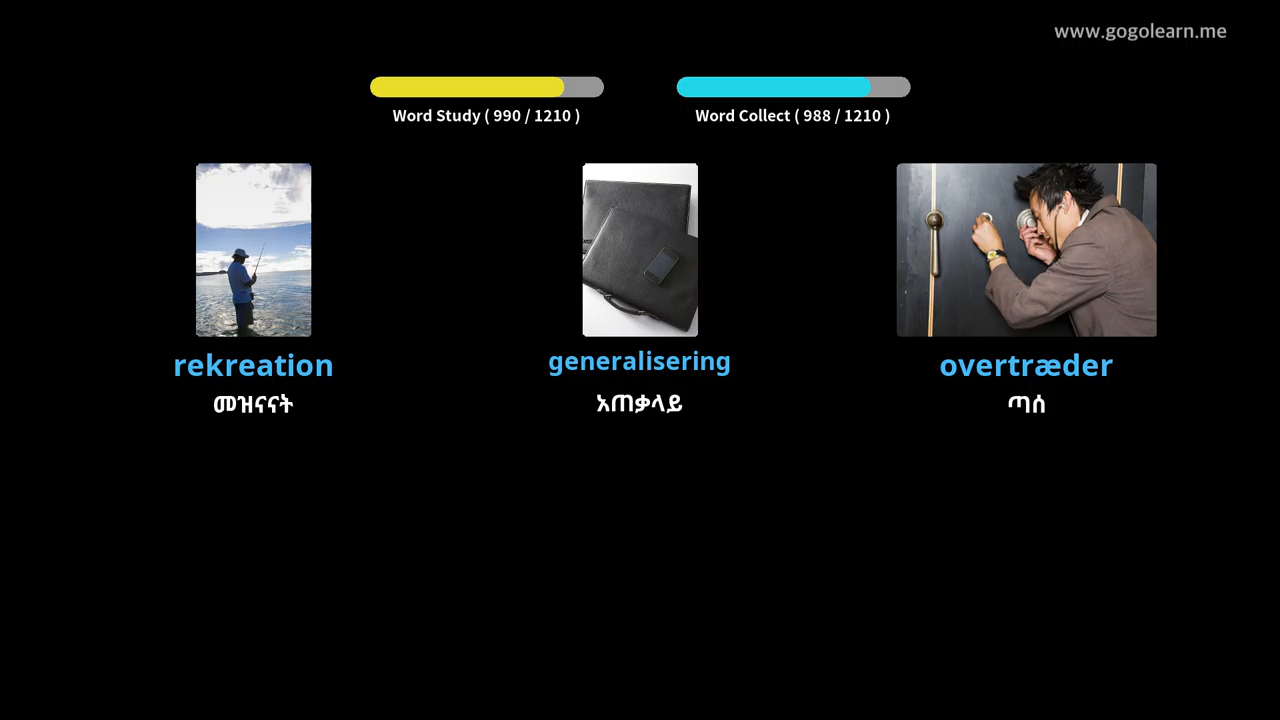 www.gogolearn.me
Word Study ( 990 / 1210 )
Word Collect ( 988 / 1210 )
rekreation
መዝናናት
generalisering
አጠቃላይ
overtræder
ጣሰ